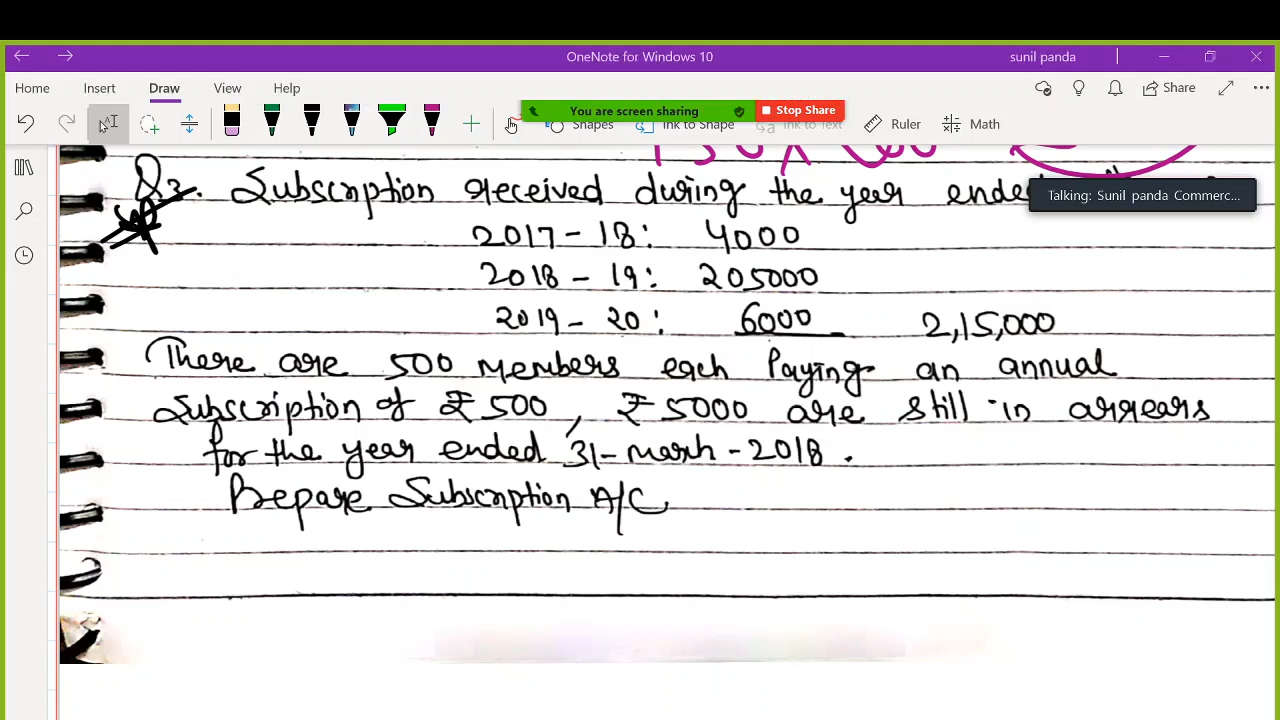 OneNote for Windows 10
sunil panda
Home Insert Draw View Help
Share
You are screen sharing
Stop Share
Shapes Ink to Shape Ink to Text Ruler Math
Talking: Sunil panda Commerc...
Q3. Subscription received during the year ended
2017 - 18: 4000
2018 - 19: 205000
2019 - 20: 6000 2,15,000
There are 500 members each Paying an annual
Subscription of ₹500, ₹5000 are still in arrears
for the year ended 31-marh-2018.
Prepare Subscription A/C